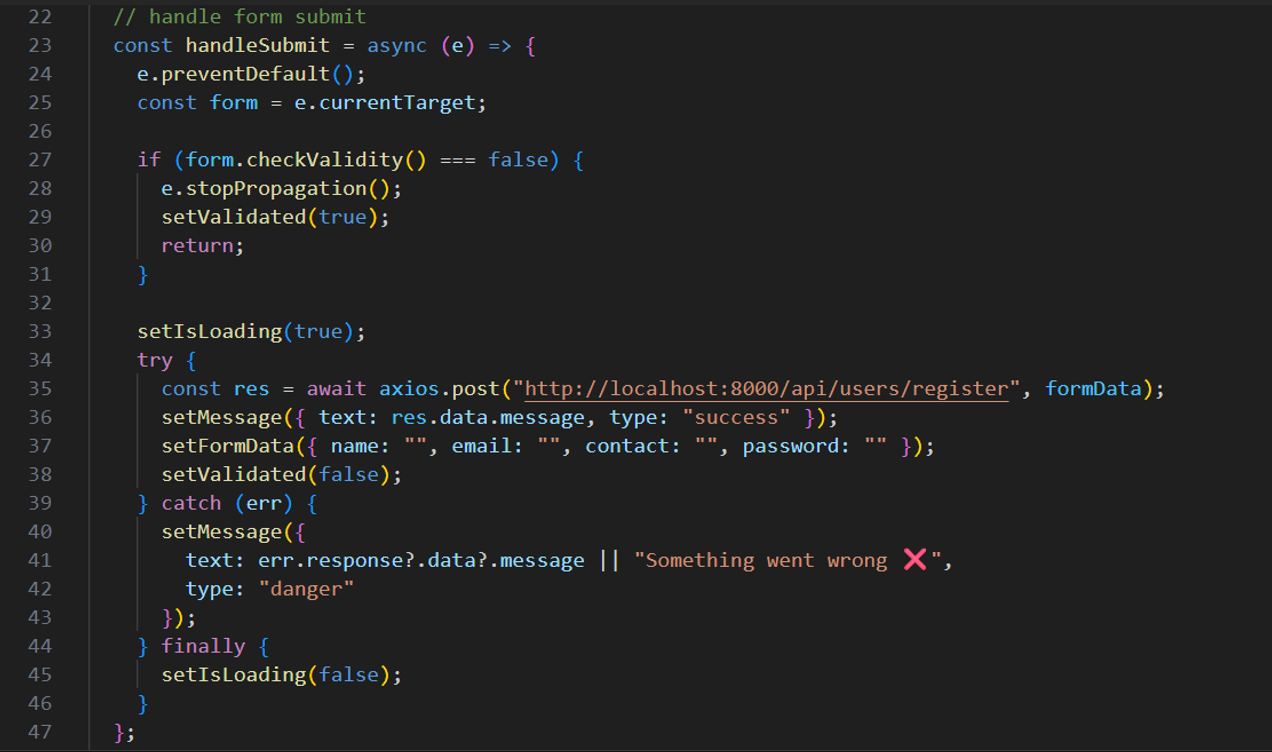 22 // handle form submit
23 const handleSubmit = async (e) => {
24 e.preventDefault();
25 const form = e.currentTarget;
26
27 if (form.checkValidity() === false) {
28 e.stopPropagation();
29 setValidated(true);
30 return;
31 }
32
33 setIsLoading(true);
34 try {
35 const res = await axios.post("http://localhost:8000/api/users/register", formData);
36 setMessage({ text: res.data.message, type: "success" });
37 setFormData({ name: "", email: "", contact: "", password: "" });
38 setValidated(false);
39 } catch (err) {
40 setMessage({
41 text: err.response?.data?.message || "Something went wrong ❌",
42 type: "danger"
43 });
44 } finally {
45 setIsLoading(false);
46 }
47 };